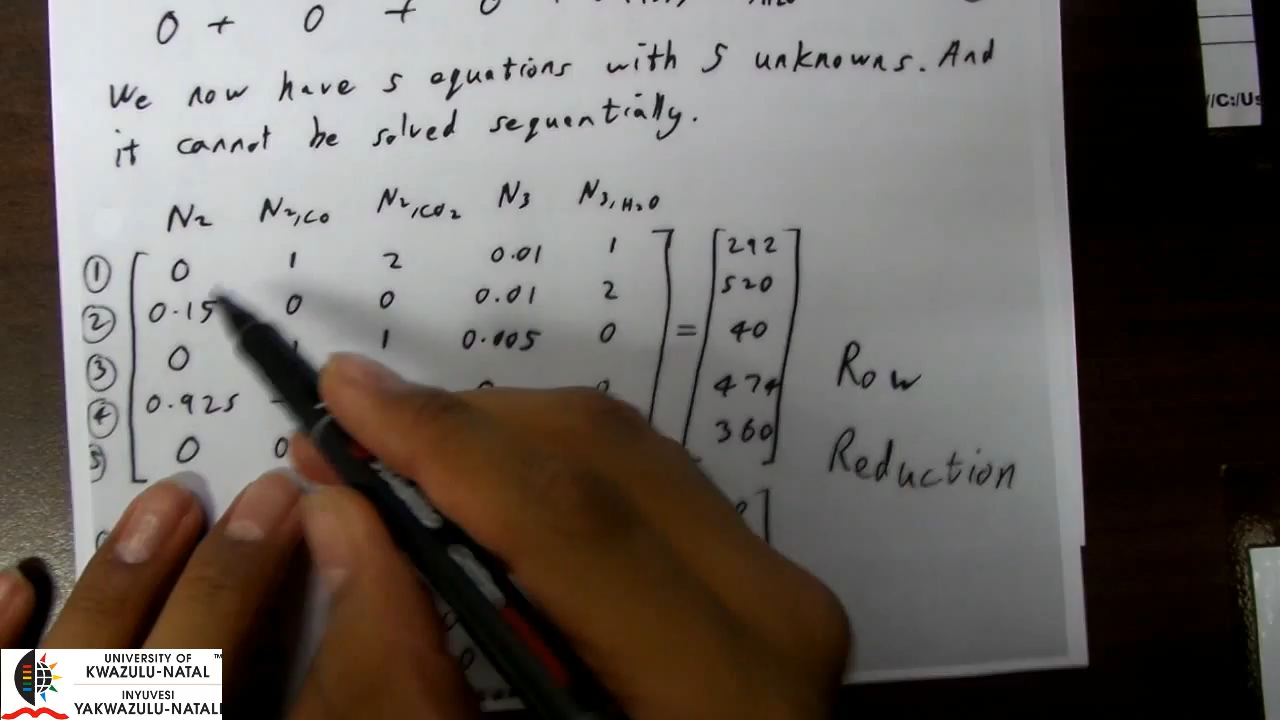 0 + 0 + 0
We now have 5 equations with 5 unknowns. And
it cannot be solved sequentially.
N2 N2,CO N2,CO2 N3 N3,H2O
① 0 1 2 0.01 1 292
② 0.15 0 0 0.01 2 520
③ 0 1 0.005 0 = 40
④ 0.925 474
5 0 0 360
Row
Reduction
//C:/Us
UNIVERSITY OF ™
KWAZULU-NATAL
INYUVESI
YAKWAZULU-NATALI